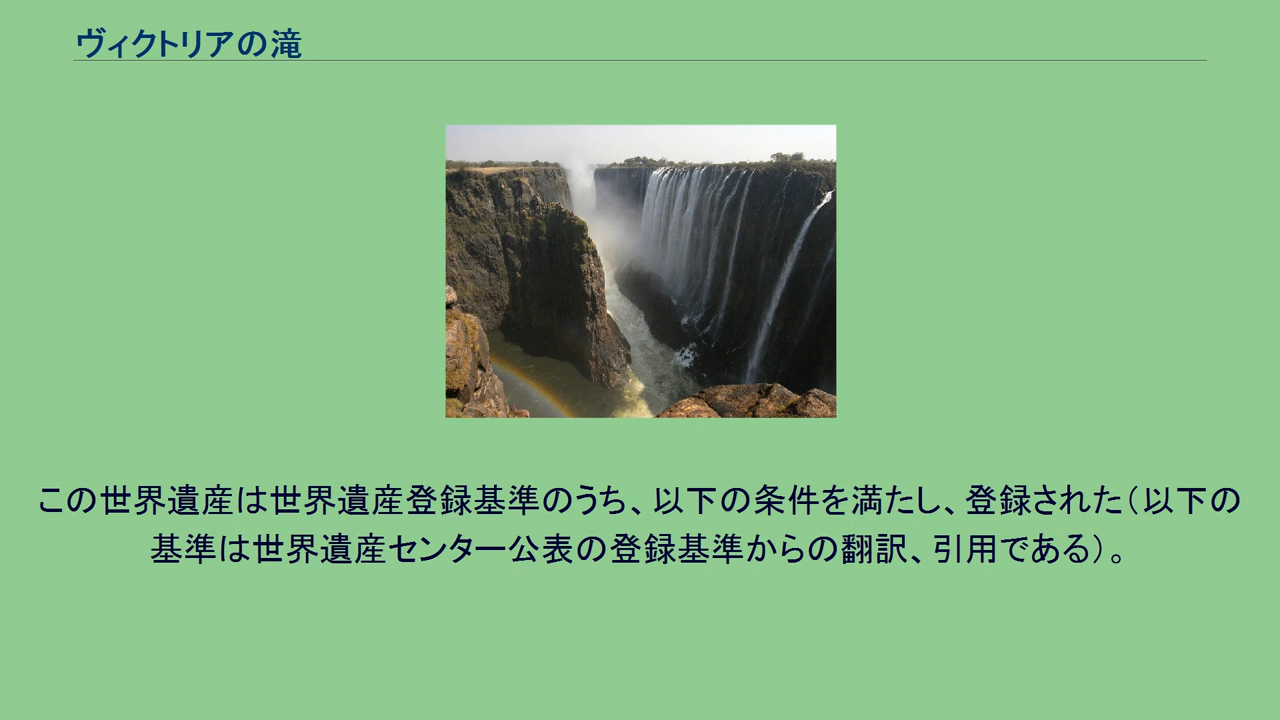 ヴィクトリアの滝
この世界遺産は世界遺産登録基準のうち、以下の条件を満たし、登録された（以下の
基準は世界遺産センター公表の登録基準からの翻訳、引用である）。